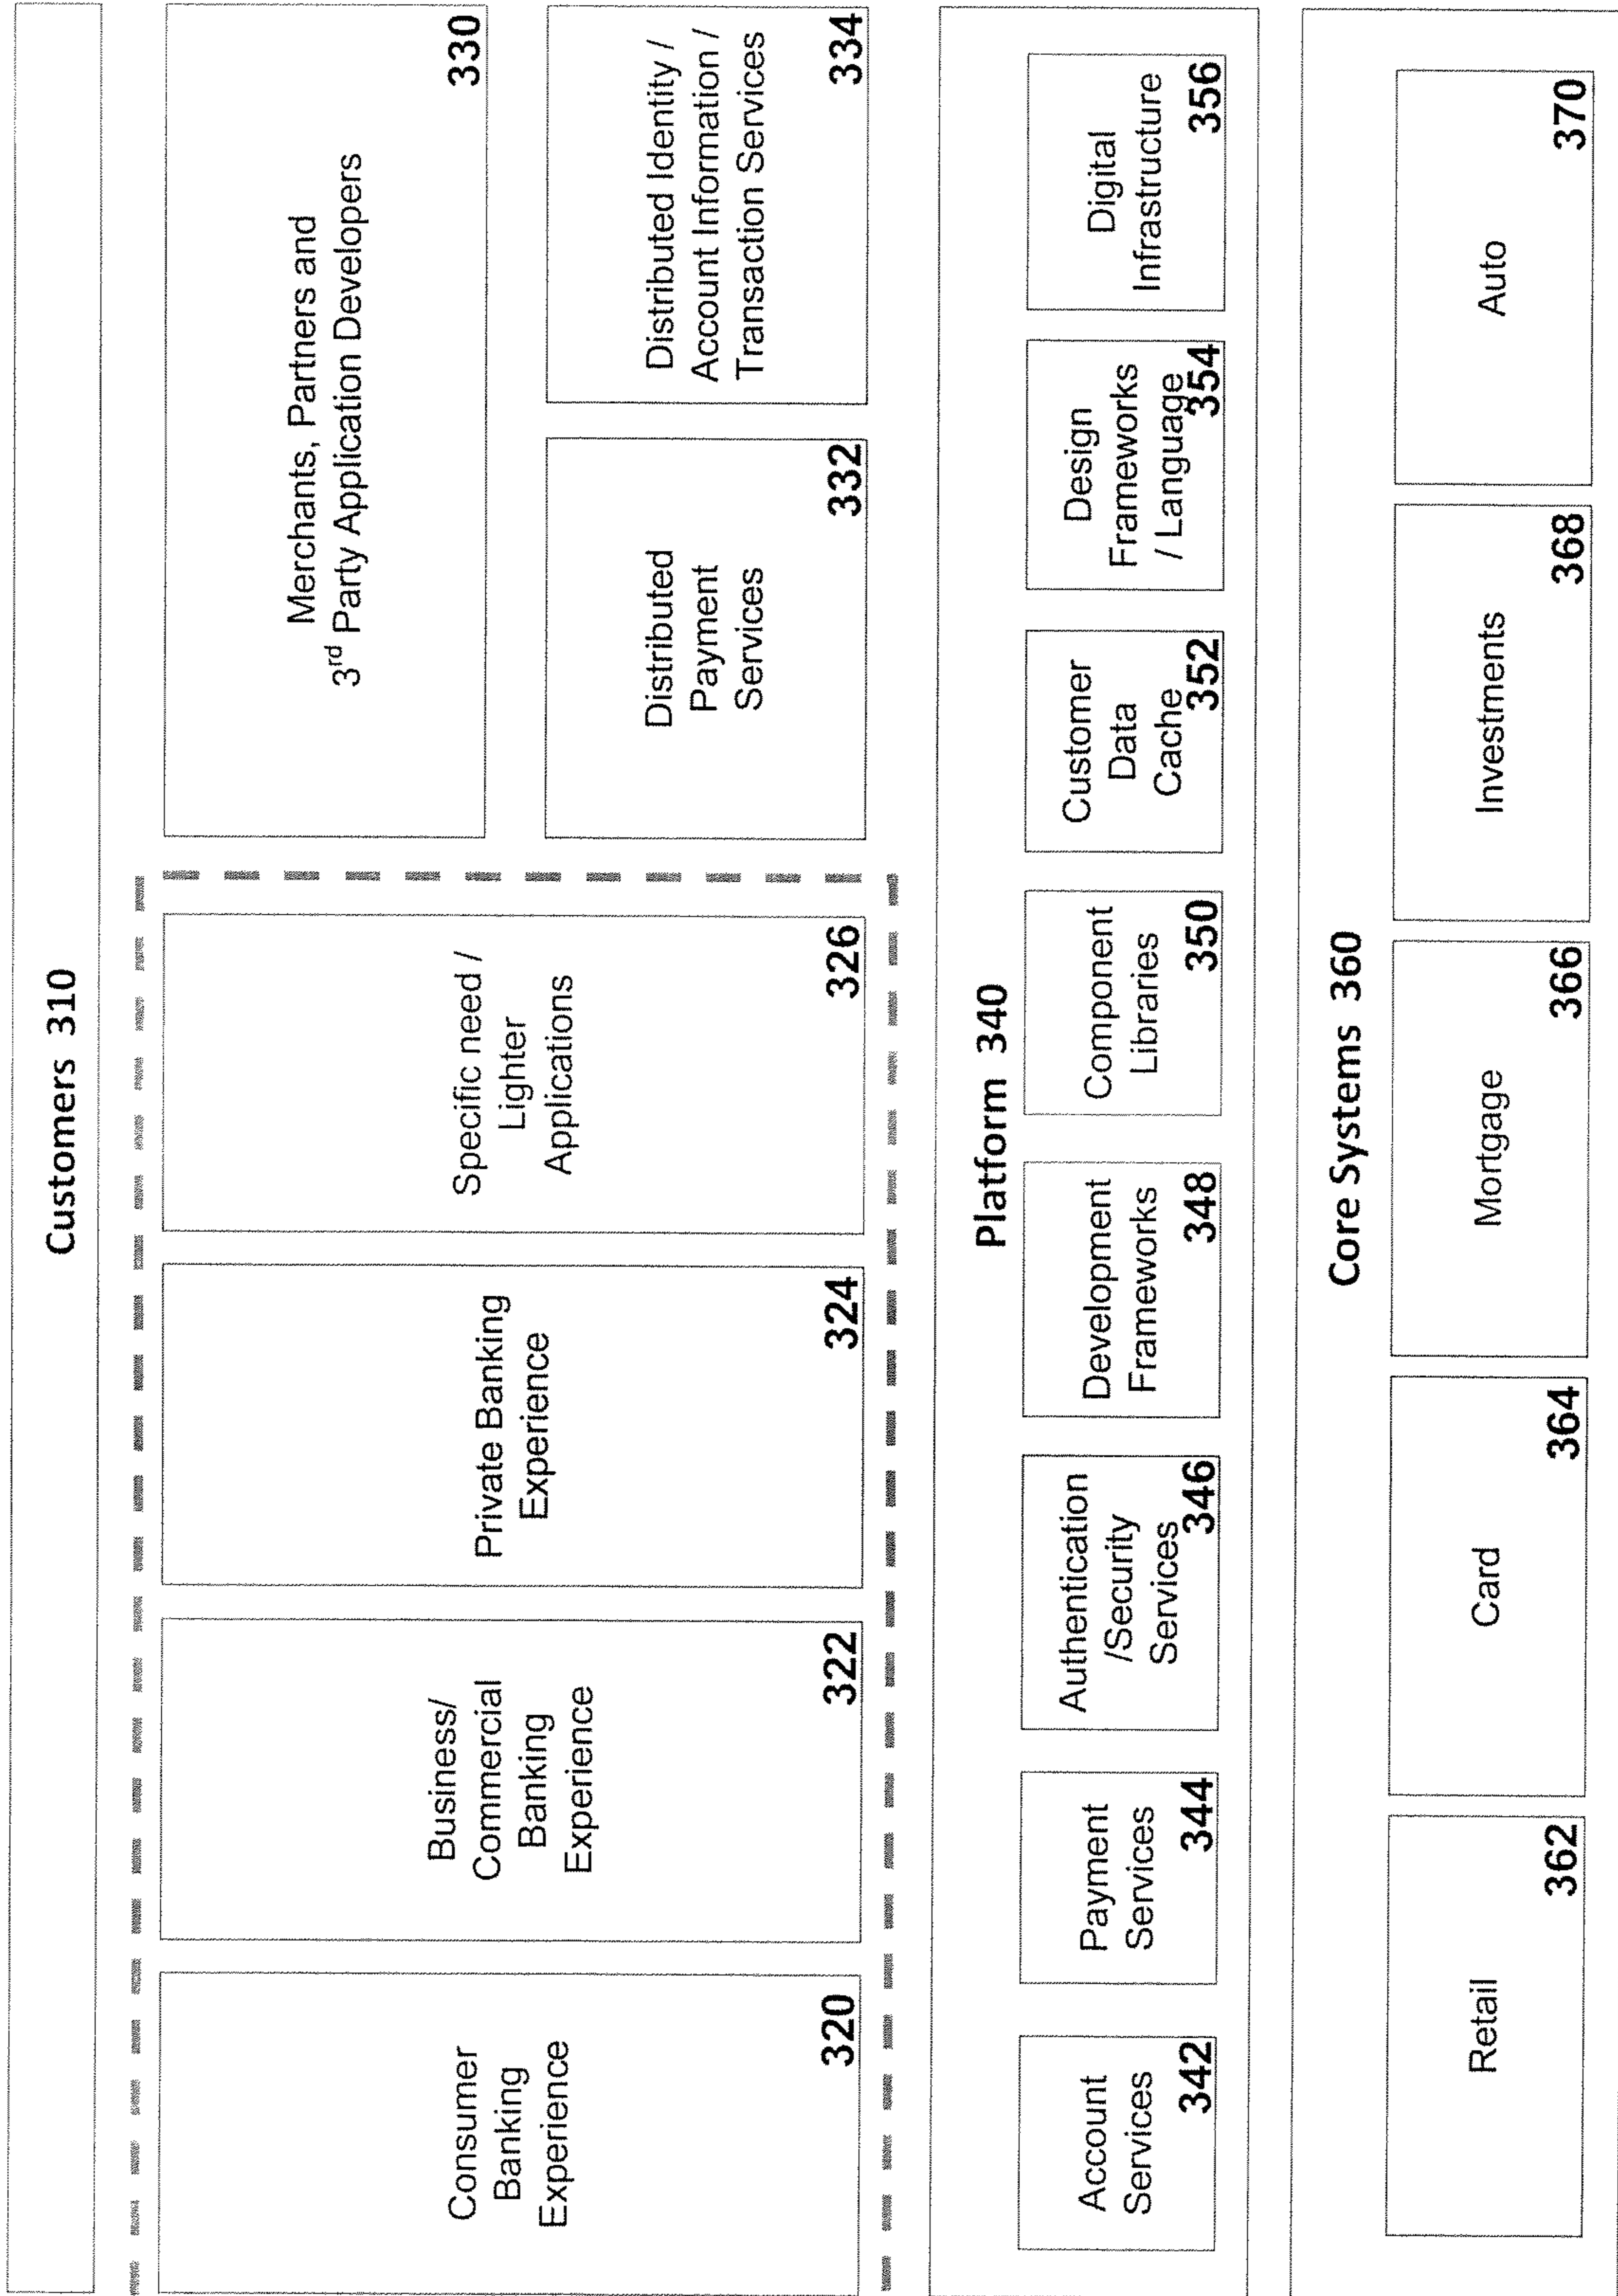 Customers 310
Consumer
Banking
Experience
320
Business/
Commercial
Banking
Experience
322
Private Banking
Experience
324
Specific need /
Lighter
Applications
326
Merchants, Partners and
3rd Party Application Developers
330
Distributed
Payment
Services
332
Distributed Identity /
Account Information /
Transaction Services
334
Platform 340
Account
Services
342
Payment
Services
344
Authentication
/Security
Services
346
Development
Frameworks
348
Component
Libraries
350
Customer
Data
Cache
352
Design
Frameworks
/ Language
354
Digital
Infrastructure
356
Core Systems 360
Retail
362
Card
364
Mortgage
366
Investments
368
Auto
370